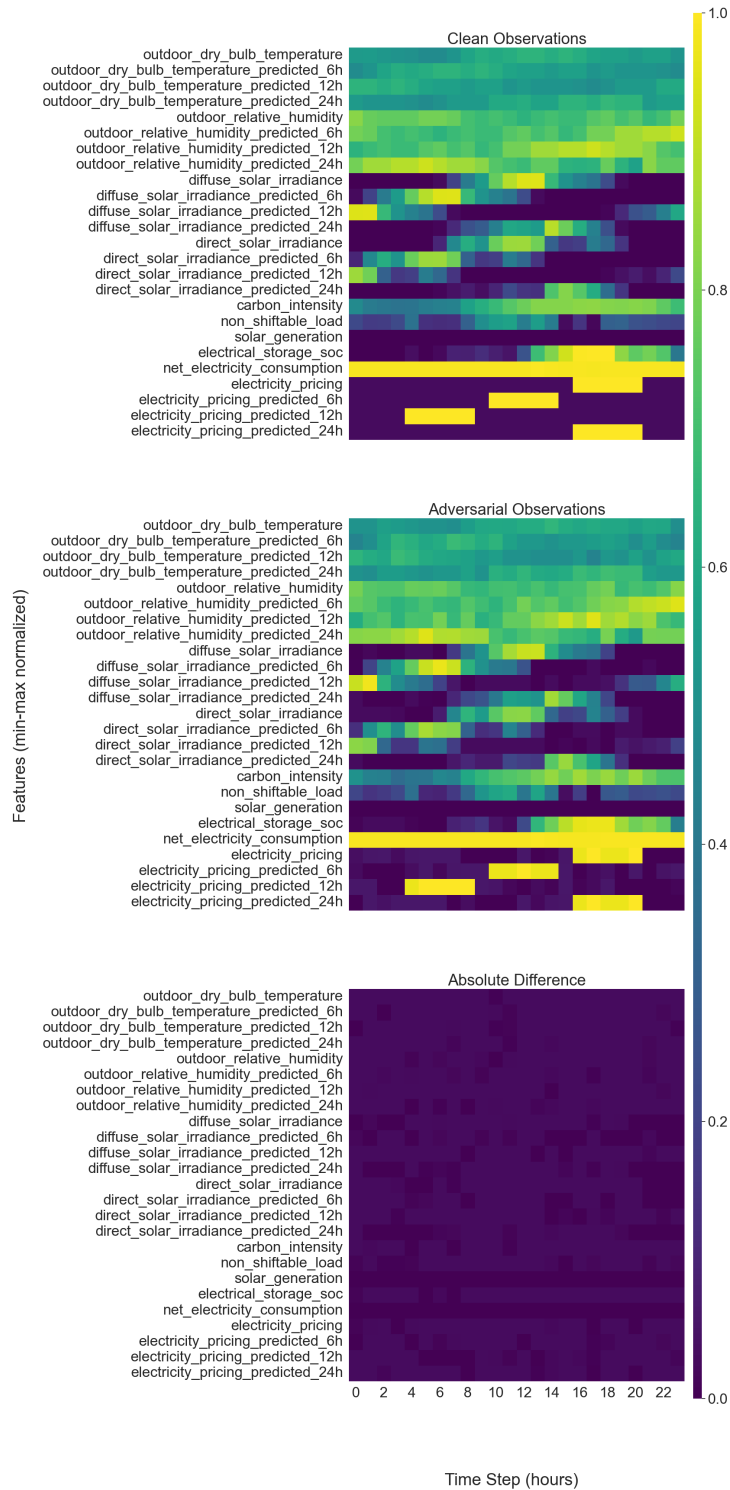 Clean Observations
outdoor_dry_bulb_temperature
outdoor_dry_bulb_temperature_predicted_6h
outdoor_dry_bulb_temperature_predicted_12h
outdoor_dry_bulb_temperature_predicted_24h
outdoor_relative_humidity
outdoor_relative_humidity_predicted_6h
outdoor_relative_humidity_predicted_12h
outdoor_relative_humidity_predicted_24h
diffuse_solar_irradiance
diffuse_solar_irradiance_predicted_6h
diffuse_solar_irradiance_predicted_12h
diffuse_solar_irradiance_predicted_24h
direct_solar_irradiance
direct_solar_irradiance_predicted_6h
direct_solar_irradiance_predicted_12h
direct_solar_irradiance_predicted_24h
carbon_intensity
non_shiftable_load
solar_generation
electrical_storage_soc
net_electricity_consumption
electricity_pricing
electricity_pricing_predicted_6h
electricity_pricing_predicted_12h
electricity_pricing_predicted_24h
Adversarial Observations
outdoor_dry_bulb_temperature
outdoor_dry_bulb_temperature_predicted_6h
outdoor_dry_bulb_temperature_predicted_12h
outdoor_dry_bulb_temperature_predicted_24h
outdoor_relative_humidity
outdoor_relative_humidity_predicted_6h
outdoor_relative_humidity_predicted_12h
outdoor_relative_humidity_predicted_24h
diffuse_solar_irradiance
diffuse_solar_irradiance_predicted_6h
diffuse_solar_irradiance_predicted_12h
diffuse_solar_irradiance_predicted_24h
direct_solar_irradiance
direct_solar_irradiance_predicted_6h
direct_solar_irradiance_predicted_12h
direct_solar_irradiance_predicted_24h
carbon_intensity
non_shiftable_load
solar_generation
electrical_storage_soc
net_electricity_consumption
electricity_pricing
electricity_pricing_predicted_6h
electricity_pricing_predicted_12h
electricity_pricing_predicted_24h
Features (min-max normalized)
Absolute Difference
outdoor_dry_bulb_temperature
outdoor_dry_bulb_temperature_predicted_6h
outdoor_dry_bulb_temperature_predicted_12h
outdoor_dry_bulb_temperature_predicted_24h
outdoor_relative_humidity
outdoor_relative_humidity_predicted_6h
outdoor_relative_humidity_predicted_12h
outdoor_relative_humidity_predicted_24h
diffuse_solar_irradiance
diffuse_solar_irradiance_predicted_6h
diffuse_solar_irradiance_predicted_12h
diffuse_solar_irradiance_predicted_24h
direct_solar_irradiance
direct_solar_irradiance_predicted_6h
direct_solar_irradiance_predicted_12h
direct_solar_irradiance_predicted_24h
carbon_intensity
non_shiftable_load
solar_generation
electrical_storage_soc
net_electricity_consumption
electricity_pricing
electricity_pricing_predicted_6h
electricity_pricing_predicted_12h
electricity_pricing_predicted_24h
0 2 4 6 8 10 12 14 16 18 20 22
Time Step (hours)
1.0
0.8
0.6
0.4
0.2
0.0